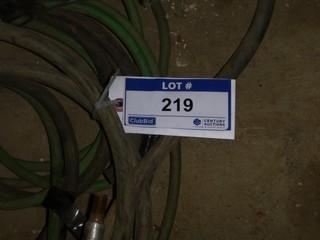 LOT #
219
ClubBid
CENTURY
AUCTIONS